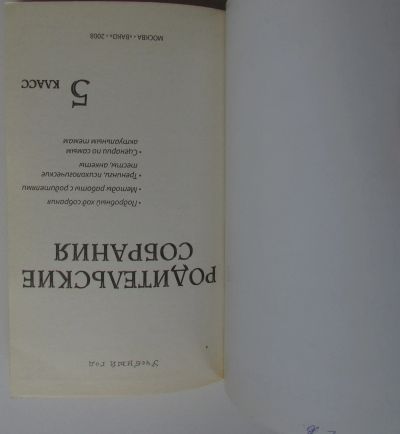 Учебный год
РОДИТЕЛЬСКИЕ
СОБРАНИЯ
• Подробный ход собрания
• Методы работы с родителями
• Тренинги, психологические
тесты, анкеты
• Сценарии по самым
актуальным темам
5 КЛАСС
МОСКВА • «ВАКО» • 2008